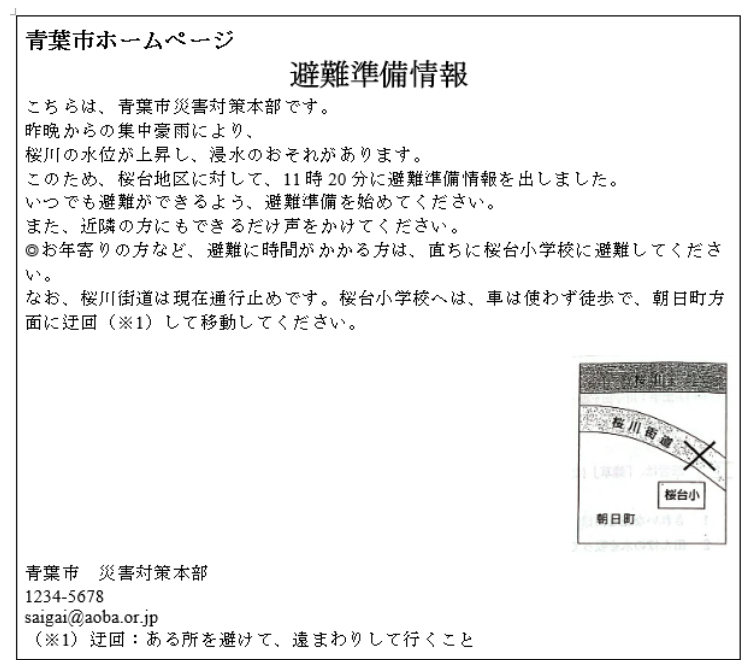 青葉市ホームページ
避難準備情報
こちらは、青葉市災害対策本部です。
昨晩からの集中豪雨により、
桜川の水位が上昇し、浸水のおそれがあります。
このため、桜台地区に対して、11時20分に避難準備情報を出しました。
いつでも避難ができるよう、避難準備を始めてください。
また、近隣の方にもできるだけ声をかけてください。
◎お年寄りの方など、避難に時間がかかる方は、直ちに桜台小学校に避難してくださ
い。
なお、桜川街道は現在通行止めです。桜台小学校へは、車は使わず徒歩で、朝日町方
面に迂回（※1）して移動してください。
桜川
桜川街道
桜台小
朝日町
青葉市　災害対策本部
1234-5678
saigai@aoba.or.jp
（※1）迂回：ある所を避けて、遠まわりして行くこと